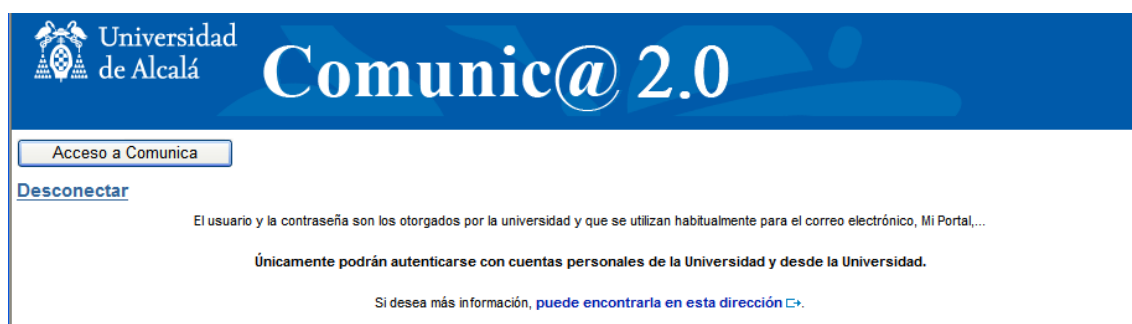 Universidad
de Alcalá
Comunic@ 2.0
Acceso a Comunica
Desconectar
El usuario y la contraseña son los otorgados por la universidad y que se utilizan habitualmente para el correo electrónico, Mi Portal,...
Únicamente podrán autenticarse con cuentas personales de la Universidad y desde la Universidad.
Si desea más información, puede encontrarla en esta dirección.